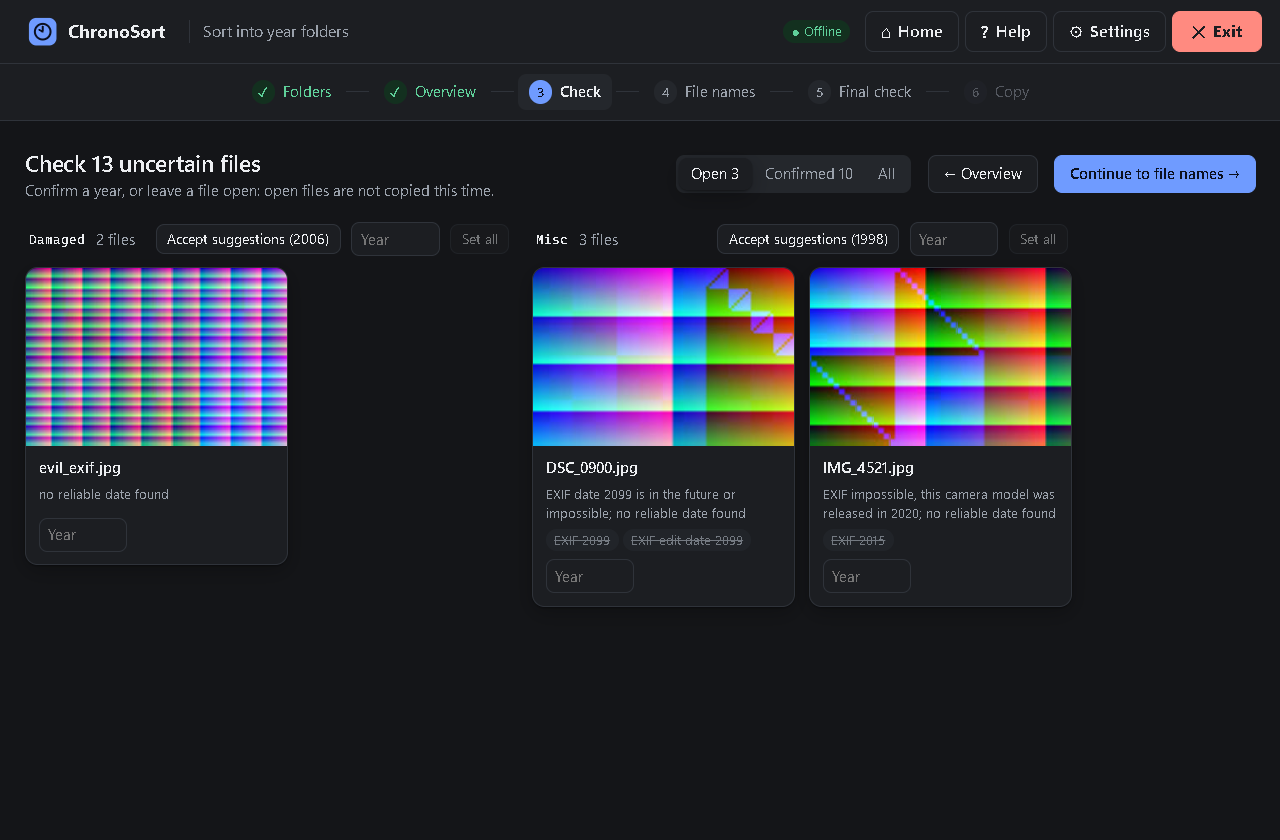 ChronoSort
Sort into year folders
Offline
Home
? Help
Settings
Exit
✓ Folders
✓ Overview
3 Check
4 File names
5 Final check
6 Copy
Check 13 uncertain files
Confirm a year, or leave a file open: open files are not copied this time.
Open 3
Confirmed 10
All
← Overview
Continue to file names →
Damaged 2 files
Accept suggestions (2006)
Year
Set all
Misc 3 files
Accept suggestions (1998)
Year
Set all
evil_exif.jpg
no reliable date found
Year
DSC_0900.jpg
EXIF date 2099 is in the future or
impossible; no reliable date found
EXIF 2099
EXIF edit date 2099
Year
IMG_4521.jpg
EXIF impossible, this camera model was
released in 2020; no reliable date found
EXIF 2015
Year